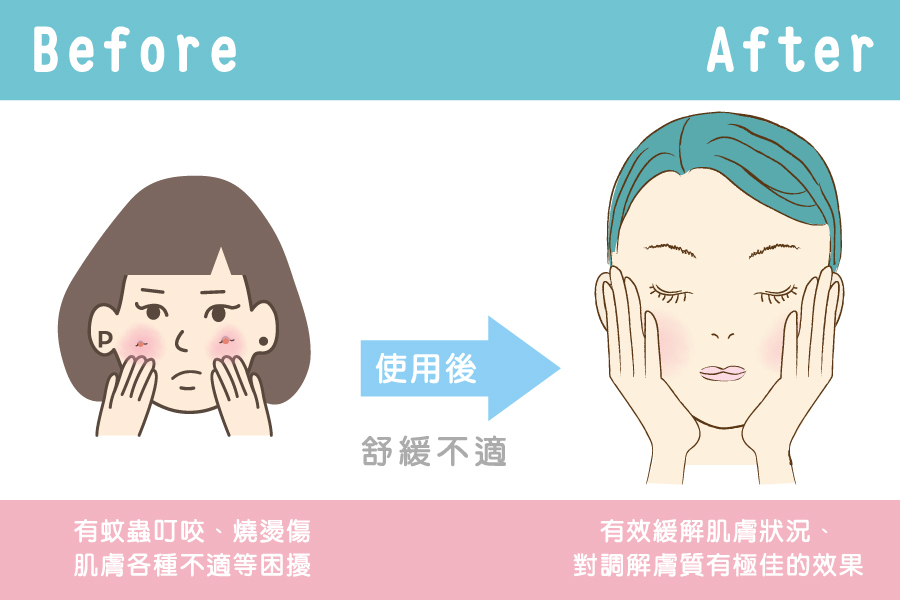 Before
After
使用後
舒緩不適
有蚊蟲叮咬、燒燙傷
肌膚各種不適等困擾
有效緩解肌膚狀況、
對調解膚質有極佳的效果